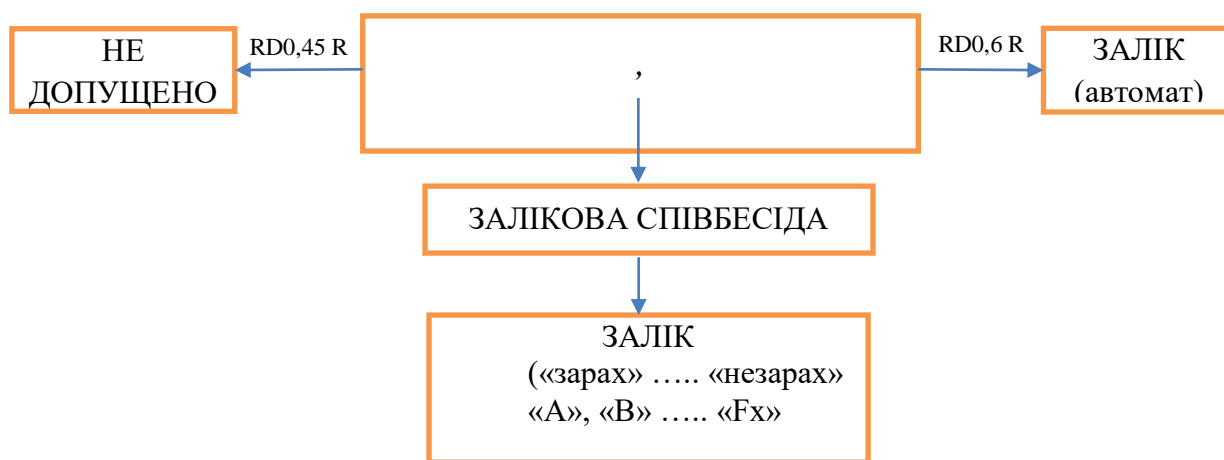 НЕ
ДОПУЩЕНО
RD0,45 R
,
RD0,6 R
ЗАЛІК
(автомат)
ЗАЛІКОВА СПІВБЕСІДА
ЗАЛІК
(«зарах» ….. «незарах»
«А», «В» ….. «Fx»